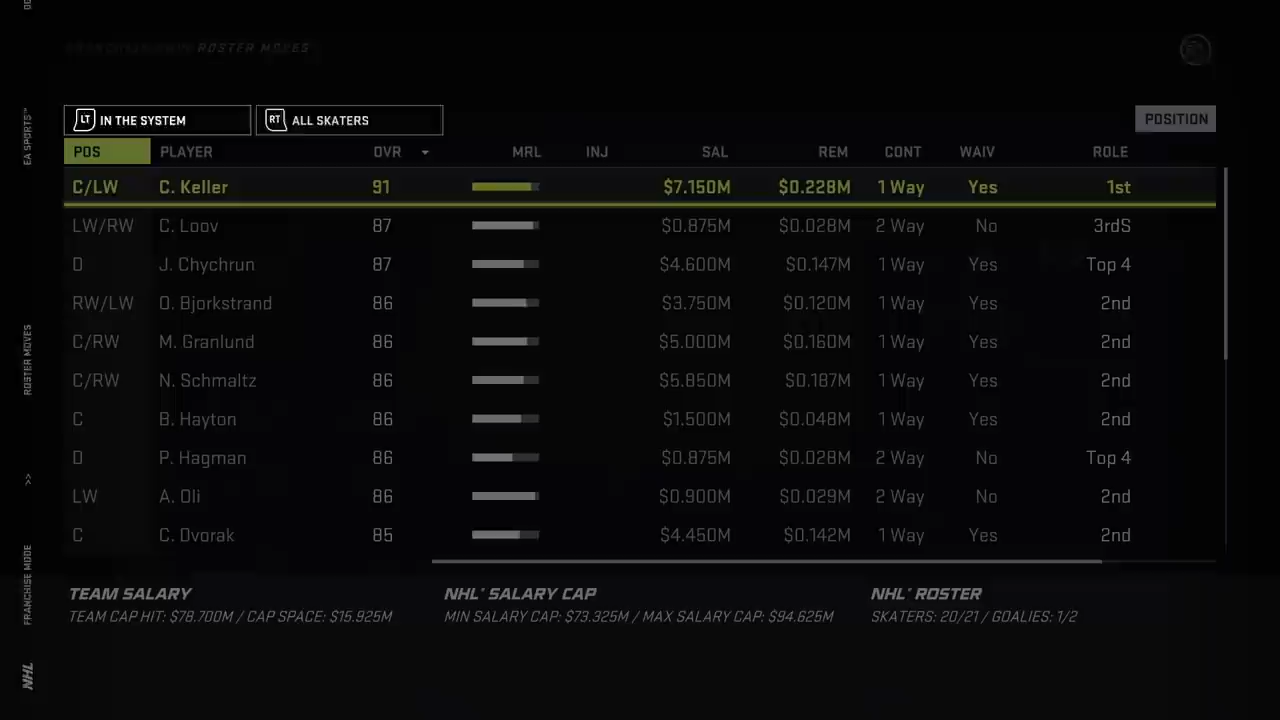 ROSTER MOVES
LT IN THE SYSTEM RT ALL SKATERS POSITION
POS PLAYER OVR MRL INJ SAL REM CONT WAIV ROLE
C/LW C. Keller 91 $7.150M $0.228M 1 Way Yes 1st
LW/RW C. Loov 87 $0.875M $0.028M 2 Way No 3rdS
D J. Chychrun 87 $4.600M $0.147M 1 Way Yes Top 4
RW/LW O. Bjorkstrand 86 $3.750M $0.120M 1 Way Yes 2nd
C/RW M. Granlund 86 $5.000M $0.160M 1 Way Yes 2nd
C/RW N. Schmaltz 86 $5.850M $0.187M 1 Way Yes 2nd
C B. Hayton 86 $1.500M $0.048M 1 Way Yes 2nd
D P. Hagman 86 $0.875M $0.028M 2 Way No Top 4
LW A. Oli 86 $0.900M $0.029M 2 Way No 2nd
C C. Dvorak 85 $4.450M $0.142M 1 Way Yes 2nd
TEAM SALARY
TEAM CAP HIT: $78.700M / CAP SPACE: $15.925M
NHL® SALARY CAP
MIN SALARY CAP: $73.325M / MAX SALARY CAP: $94.625M
NHL® ROSTER
SKATERS: 20/21 / GOALIES: 1/2
NHL FRANCHISE MODE >> ROSTER MOVES EA SPORTS™